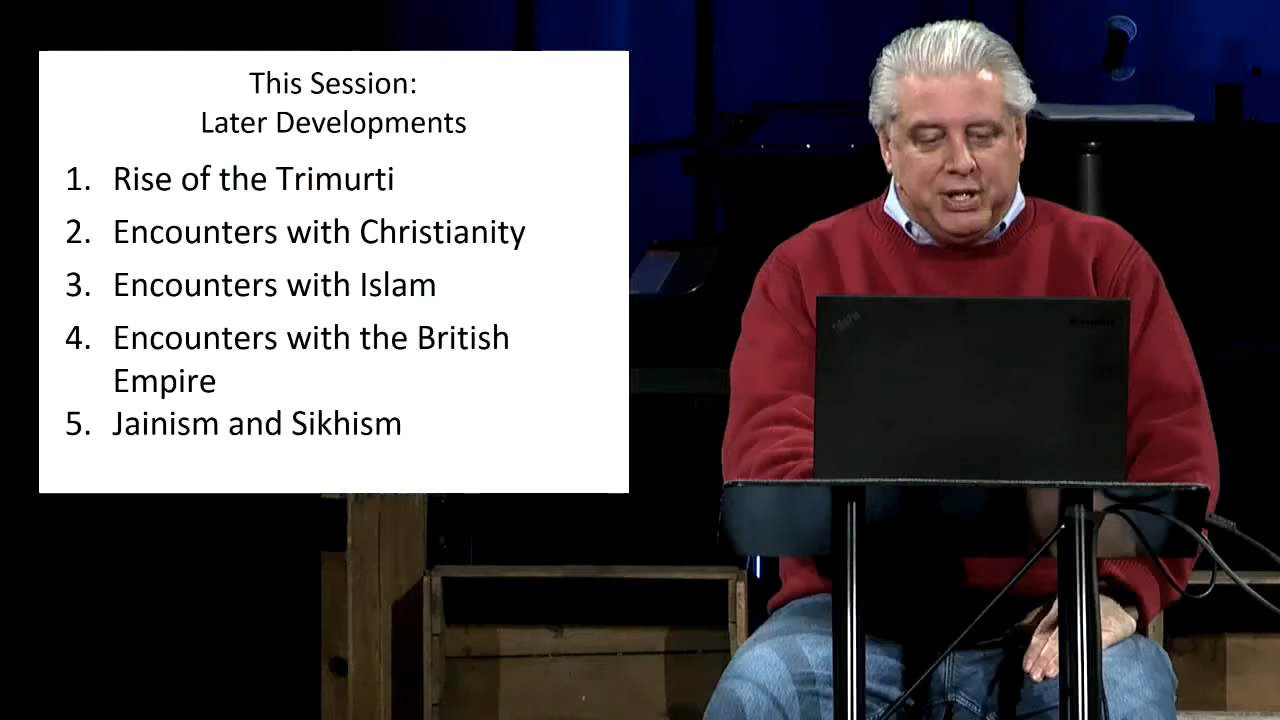 This Session:
Later Developments
1. Rise of the Trimurti
2. Encounters with Christianity
3. Encounters with Islam
4. Encounters with the British
Empire
5. Jainism and Sikhism